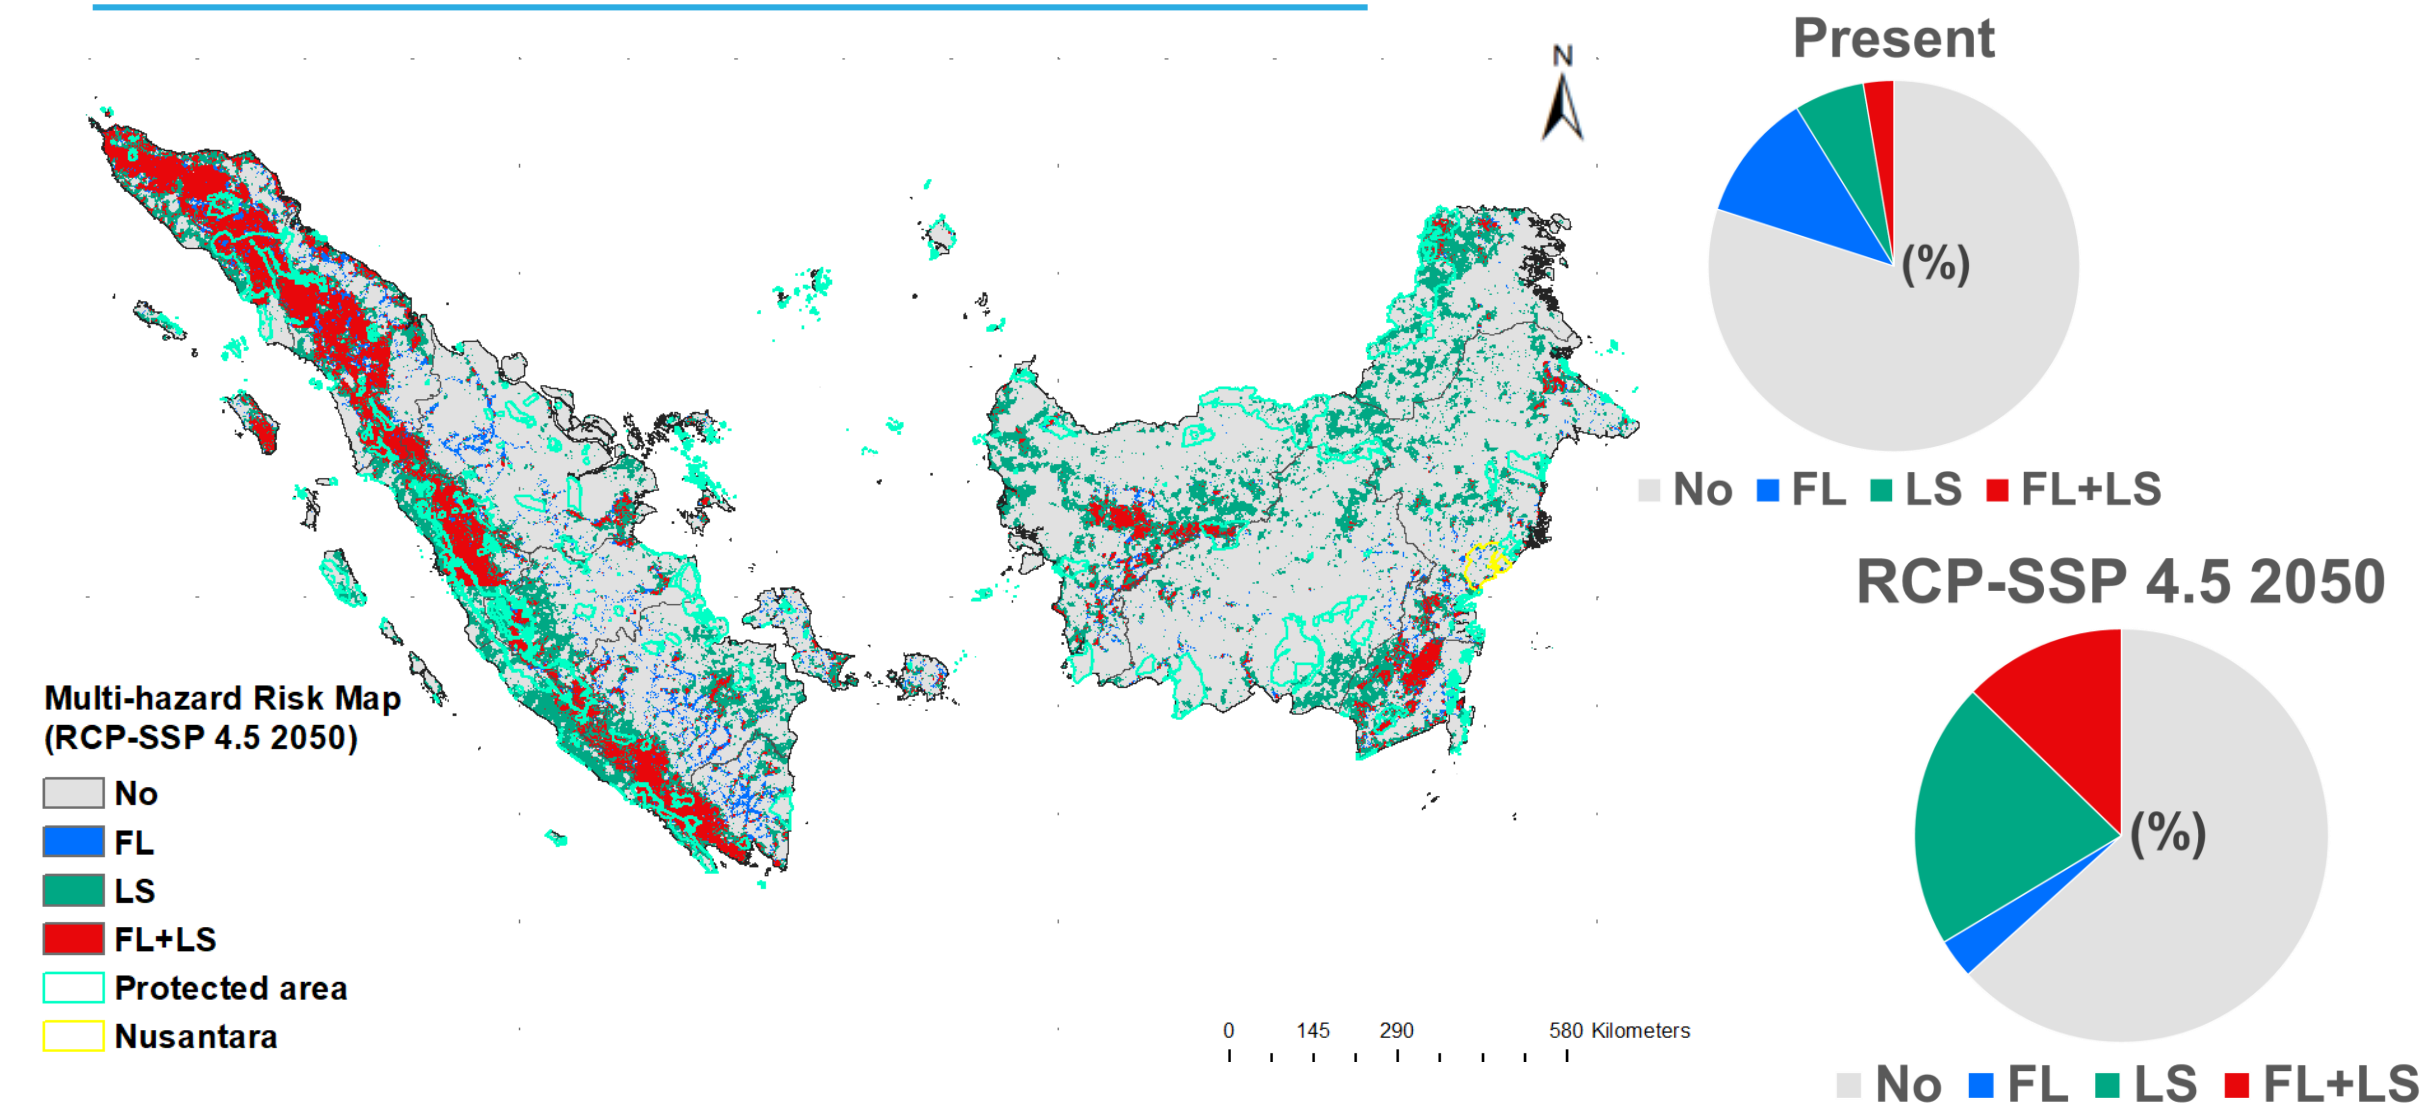 Present
N
(%)
No FL LS FL+LS
RCP-SSP 4.5 2050
(%)
No FL LS FL+LS
Multi-hazard Risk Map
(RCP-SSP 4.5 2050)
No
FL
LS
FL+LS
Protected area
Nusantara
0 145 290 580 Kilometers